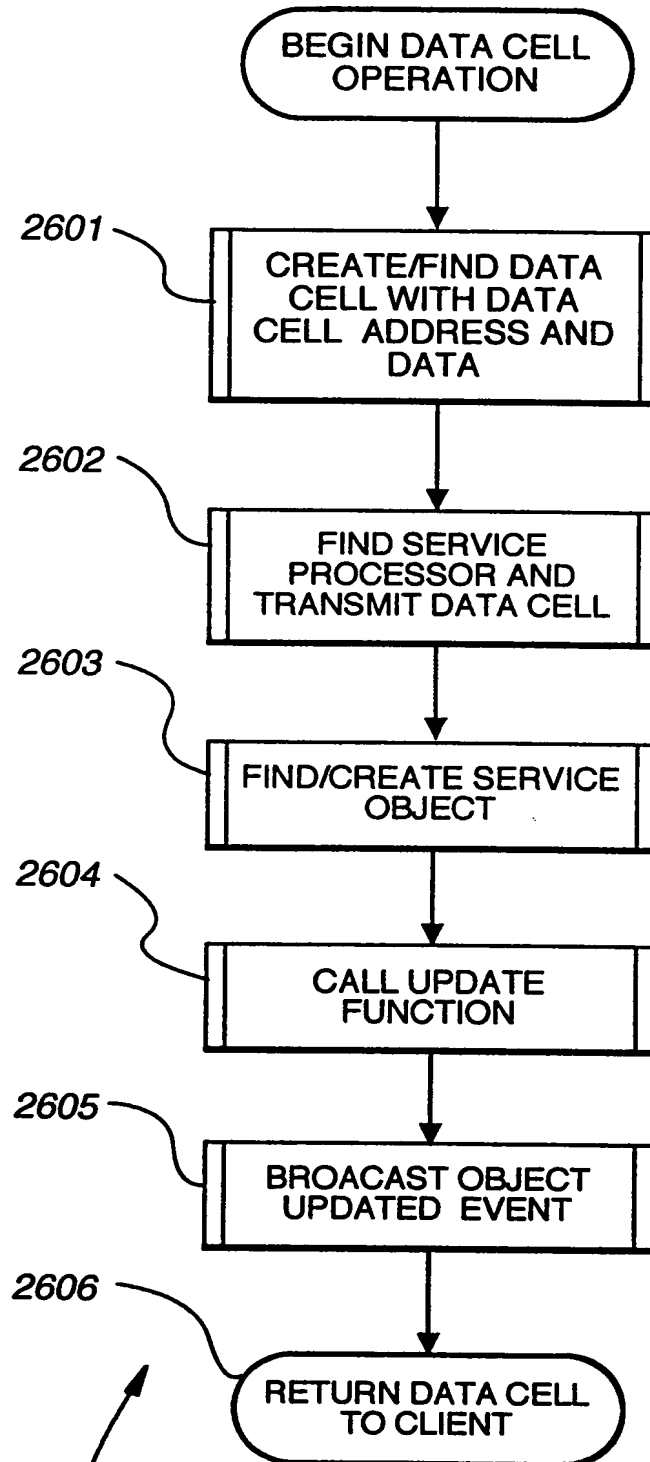 BEGIN DATA CELL
OPERATION
2601
CREATE/FIND DATA
CELL WITH DATA
CELL ADDRESS AND
DATA
2602
FIND SERVICE
PROCESSOR AND
TRANSMIT DATA CELL
2603
FIND/CREATE SERVICE
OBJECT
2604
CALL UPDATE
FUNCTION
2605
BROACAST OBJECT
UPDATED EVENT
2606
RETURN DATA CELL
TO CLIENT